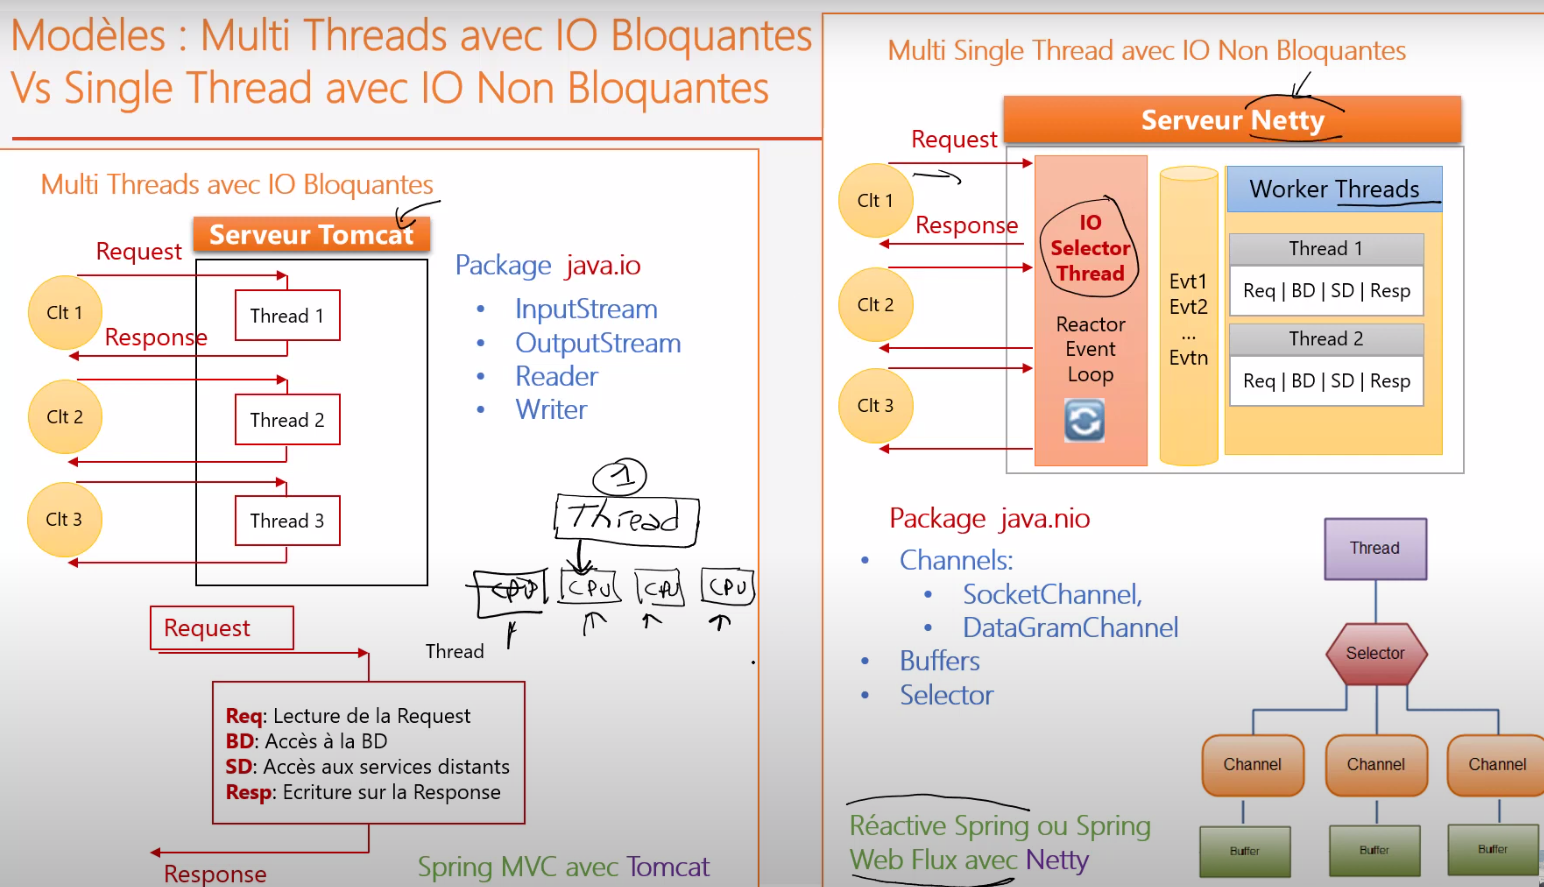 Modèles : Multi Threads avec IO Bloquantes
Vs Single Thread avec IO Non Bloquantes
Multi Threads avec IO Bloquantes
Serveur Tomcat
Request
Clt 1
Thread 1
Response
Clt 2
Thread 2
Clt 3
Thread 3
Package java.io
• InputStream
• OutputStream
• Reader
• Writer
1
Thread
CPU
CPU
CPU
CPU
Request
Thread
Req: Lecture de la Request
BD: Accès à la BD
SD: Accès aux services distants
Resp: Ecriture sur la Response
Response
Spring MVC avec Tomcat
Multi Single Thread avec IO Non Bloquantes
Serveur Netty
Request
Clt 1
Response
Clt 2
Clt 3
IO
Selector
Thread
Reactor
Event
Loop
Evt1
Evt2
...
Evtn
Worker Threads
Thread 1
Req | BD | SD | Resp
Thread 2
Req | BD | SD | Resp
Package java.nio
• Channels:
• SocketChannel,
• DataGramChannel
• Buffers
• Selector
Thread
Selector
Channel
Channel
Channel
Buffer
Buffer
Buffer
Réactive Spring ou Spring
Web Flux avec Netty